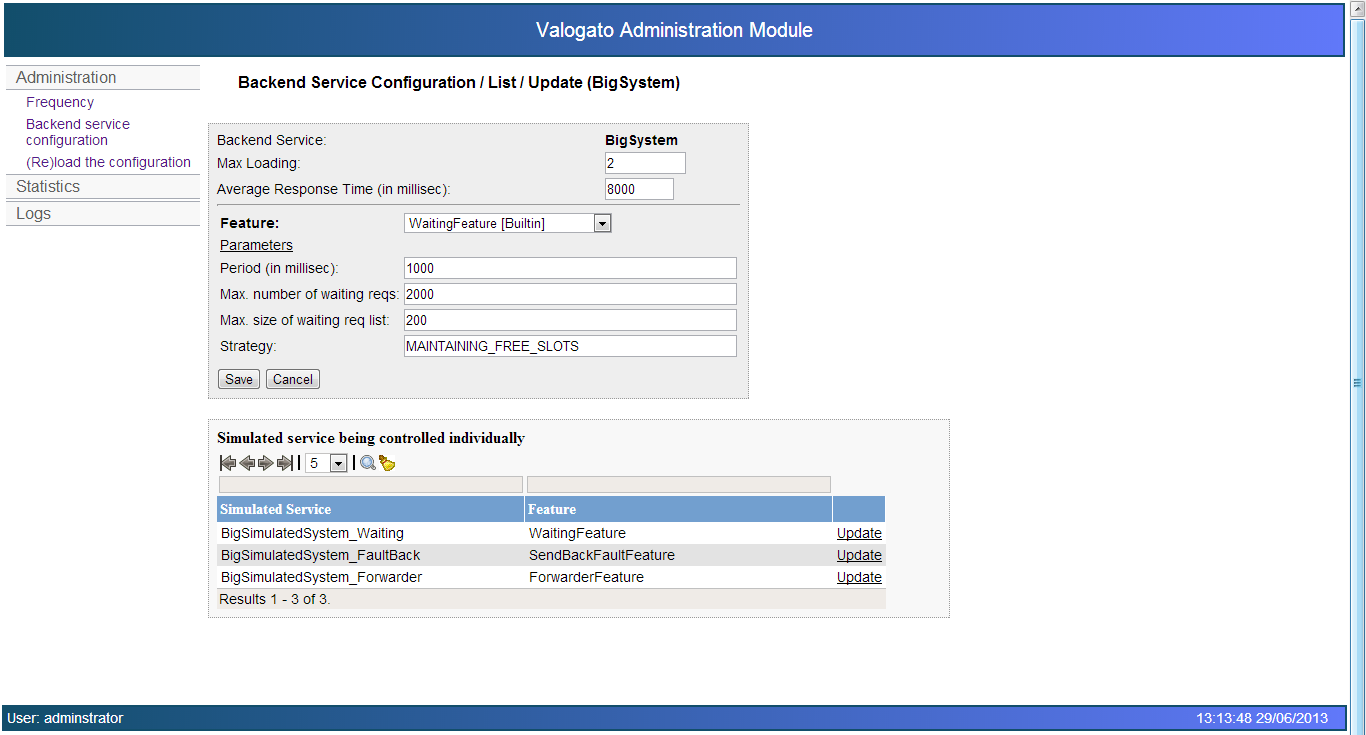 Valogato Administration Module
Administration
Frequency
Backend service
configuration
(Re)load the configuration
Statistics
Logs
Backend Service Configuration / List / Update (BigSystem)
Backend Service: BigSystem
Max Loading: 2
Average Response Time (in millisec): 8000
Feature: WaitingFeature [Builtin]
Parameters
Period (in millisec): 1000
Max. number of waiting reqs: 2000
Max. size of waiting req list: 200
Strategy: MAINTAINING_FREE_SLOTS
Save Cancel
Simulated service being controlled individually
5
Simulated Service Feature
BigSimulatedSystem_Waiting WaitingFeature Update
BigSimulatedSystem_FaultBack SendBackFaultFeature Update
BigSimulatedSystem_Forwarder ForwarderFeature Update
Results 1 - 3 of 3.
User: adminstrator 13:13:48 29/06/2013